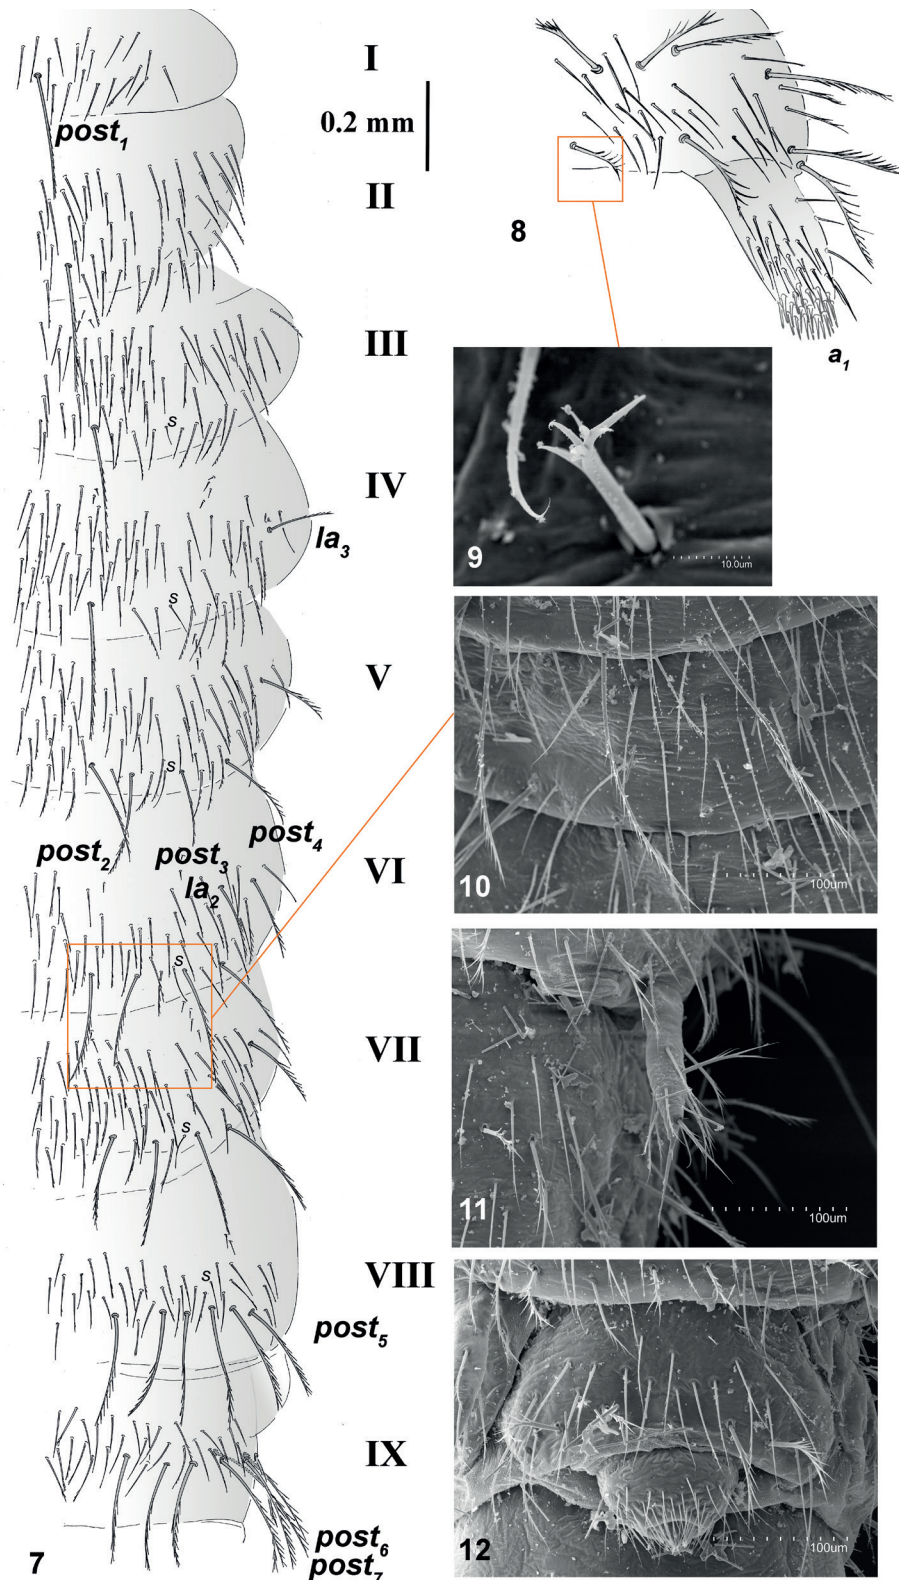 I
0.2 mm
post1
II
8
a1
III
s
IV
la3
9
10.0um
s
V
s
post2
post3
post4
la2
VI
10
100um
s
VII
s
11
100um
s
VIII
post5
IX
12
100um
post6
post7
7